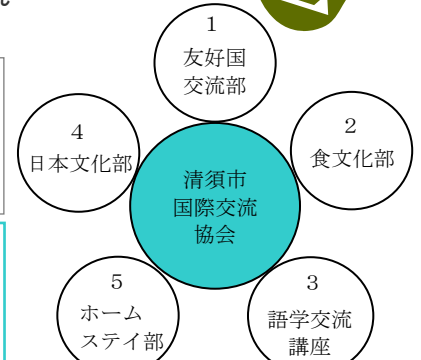 1
友好国
交流部
2
食文化部
4
日本文化部
清須市
国際交流
協会
5
ホーム
ステイ部
3
語学交流
講座